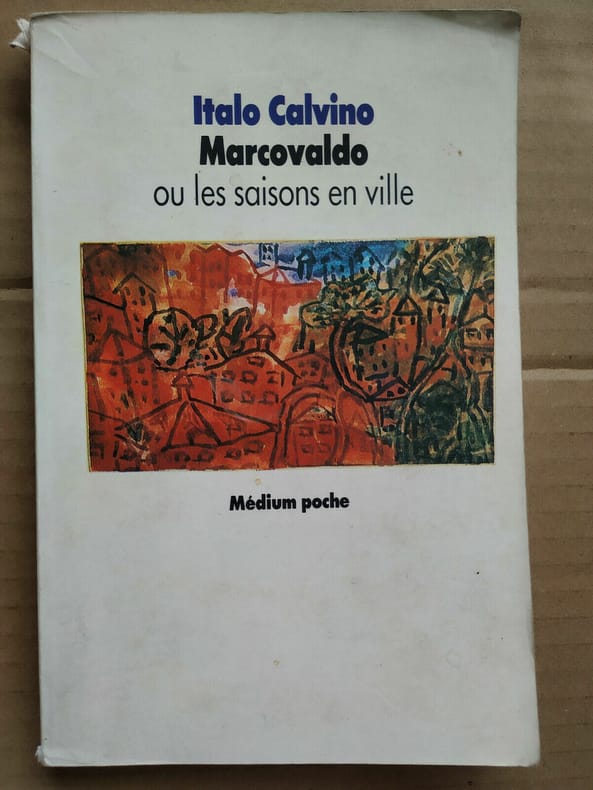 Italo Calvino
Marcovaldo
ou les saisons en ville
Médium poche